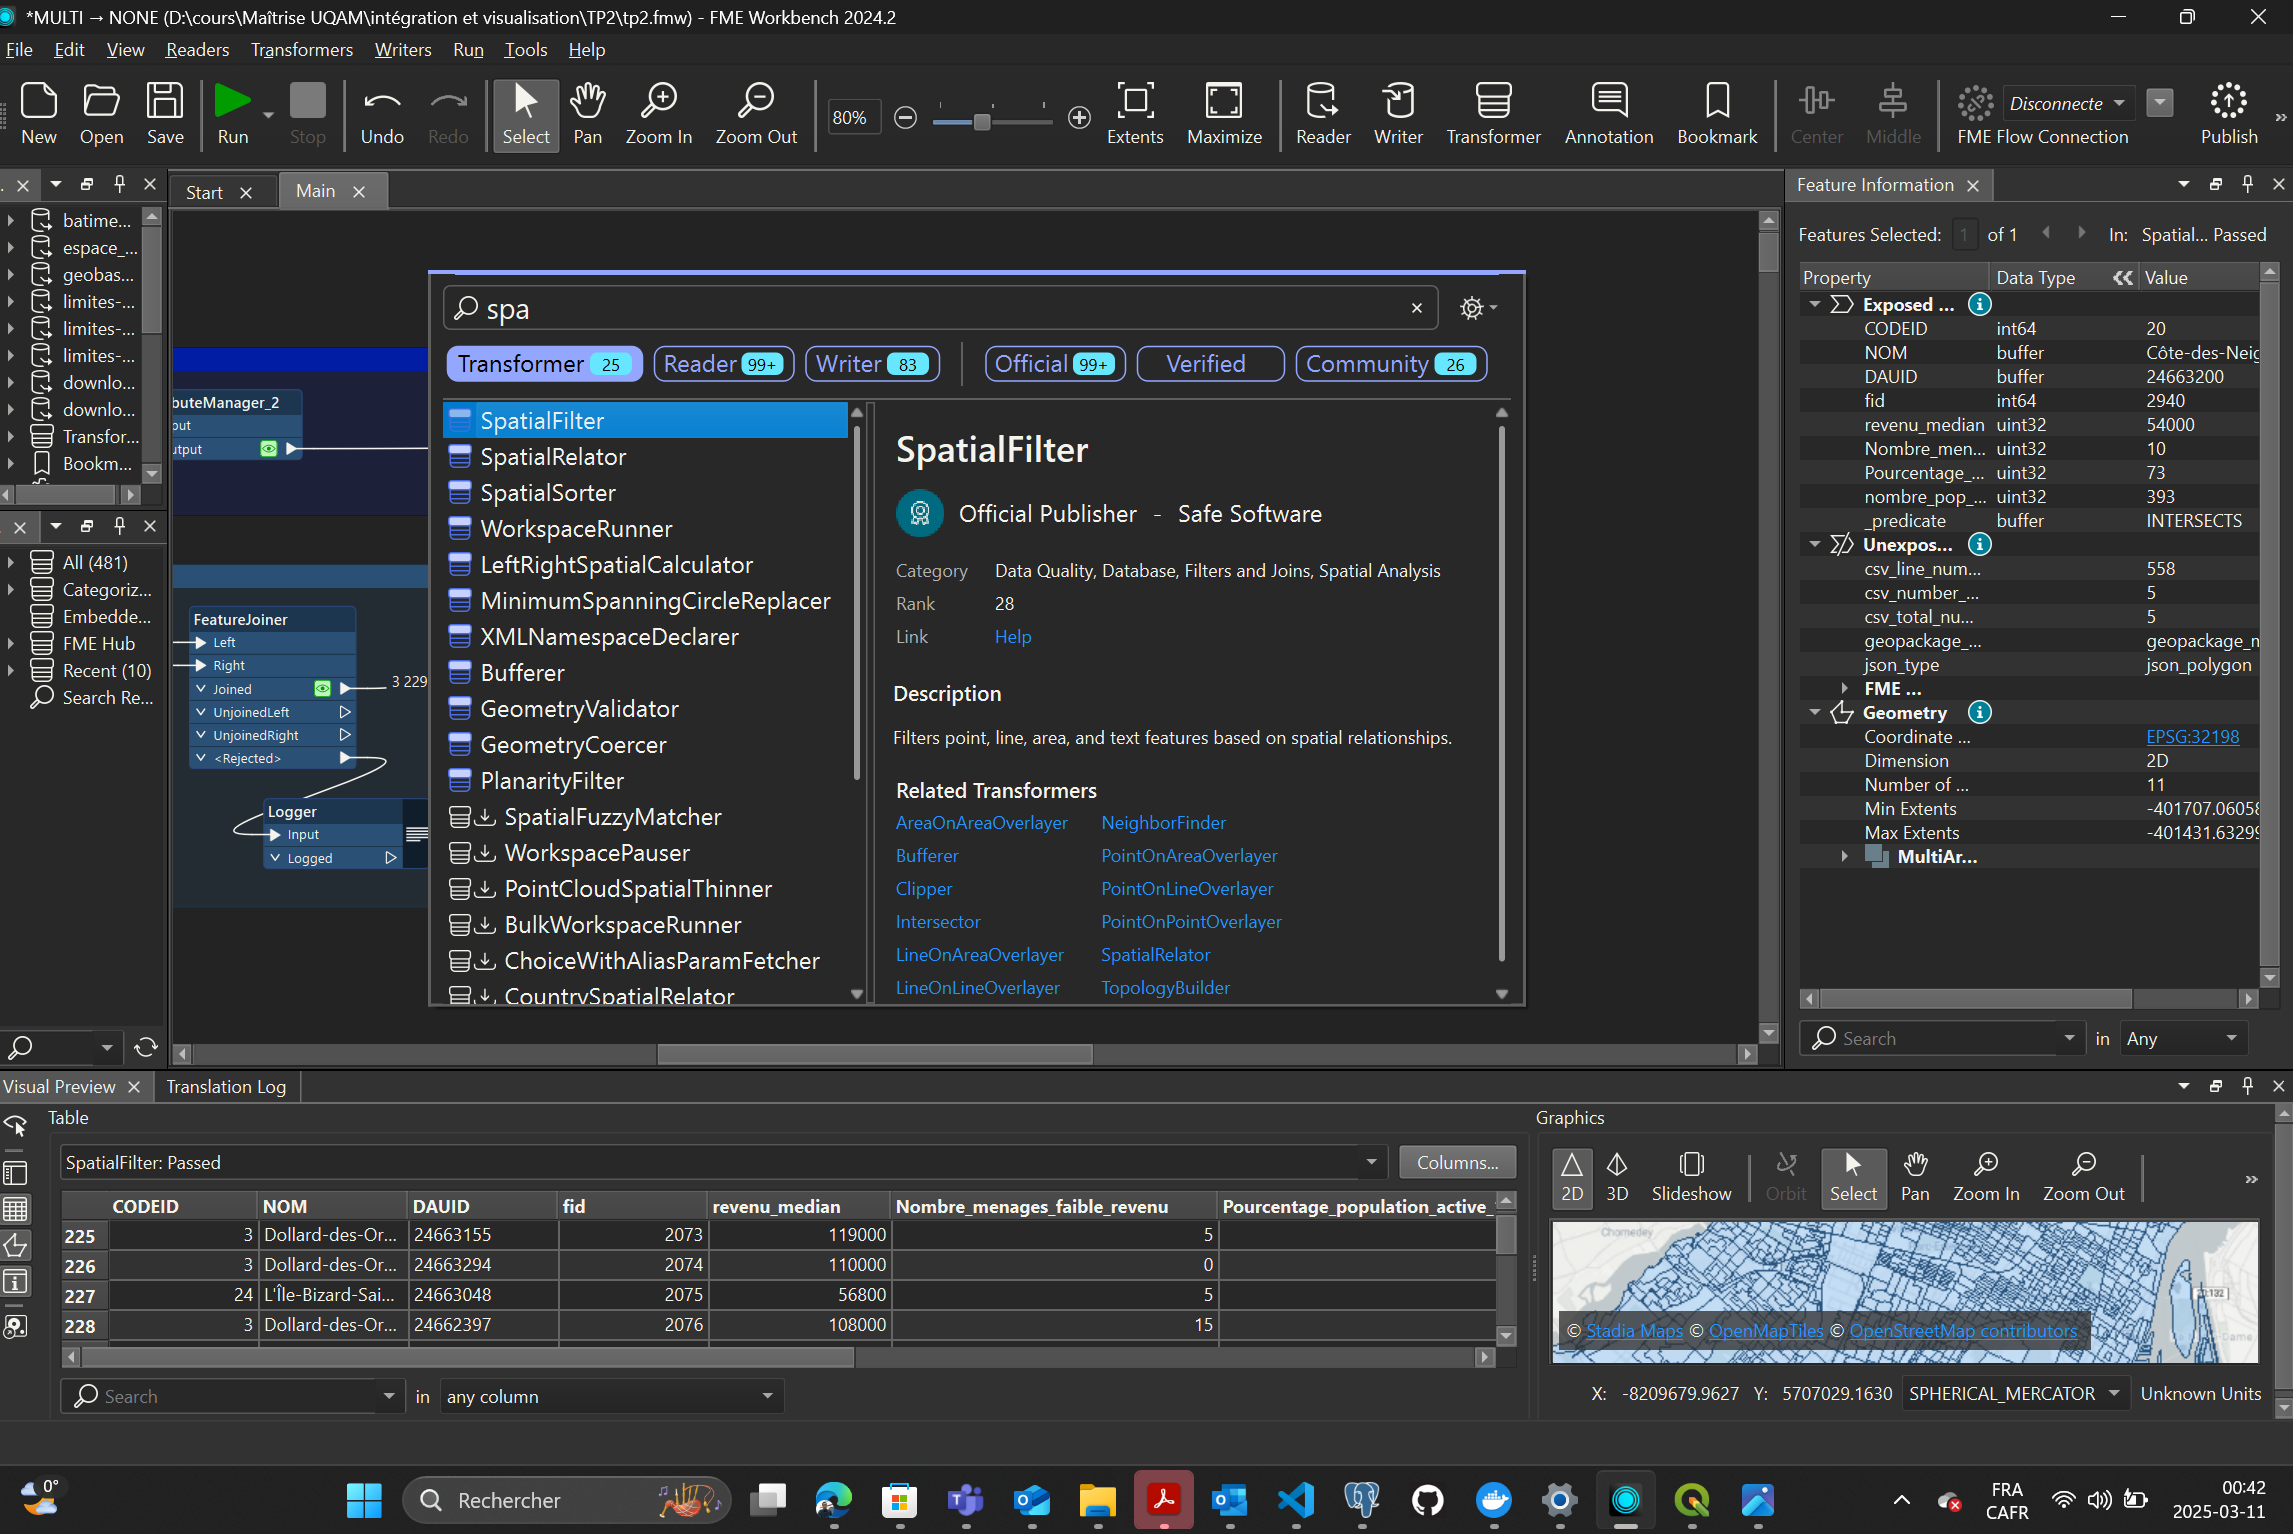 *MULTI → NONE (D:\cours\Maîtrise UQAM\intégration et visualisation\TP2\tp2.fmw) - FME Workbench 2024.2
File Edit View Readers Transformers Writers Run Tools Help
New Open Save Run Stop Undo Redo Select Pan Zoom In Zoom Out 80% Extents Maximize Reader Writer Transformer Annotation Bookmark Center Middle Disconnecte FME Flow Connection Publish
Start
Main
batime...
espace_...
geobas...
limites-...
limites-...
limites-...
downlo...
downlo...
Transfor...
Bookm...
All (481)
Categoriz...
Embedde...
FME Hub
Recent (10)
Search Re...
buteManager_2
out
utput
FeatureJoiner
Left
Right
Joined
3 229
UnjoinedLeft
UnjoinedRight
<Rejected>
Logger
Input
Logged
spa
Transformer 25 Reader 99+ Writer 83 Official 99+ Verified Community 26
SpatialFilter
SpatialRelator
SpatialSorter
WorkspaceRunner
LeftRightSpatialCalculator
MinimumSpanningCircleReplacer
XMLNamespaceDeclarer
Bufferer
GeometryValidator
GeometryCoercer
PlanarityFilter
SpatialFuzzyMatcher
WorkspacePauser
PointCloudSpatialThinner
BulkWorkspaceRunner
ChoiceWithAliasParamFetcher
CountrySpatialRelator
SpatialFilter
Official Publisher - Safe Software
Category Data Quality, Database, Filters and Joins, Spatial Analysis
Rank 28
Link Help
Description
Filters point, line, area, and text features based on spatial relationships.
Related Transformers
AreaOnAreaOverlayer NeighborFinder
Bufferer PointOnAreaOverlayer
Clipper PointOnLineOverlayer
Intersector PointOnPointOverlayer
LineOnAreaOverlayer SpatialRelator
LineOnLineOverlayer TopologyBuilder
Feature Information
Features Selected: 1 of 1 In: Spatial... Passed
Property Data Type Value
Exposed ...
CODEID int64 20
NOM buffer Côte-des-Neig
DAUID buffer 24663200
fid int64 2940
revenu_median uint32 54000
Nombre_men... uint32 10
Pourcentage_... uint32 73
nombre_pop_... uint32 393
_predicate buffer INTERSECTS
Unexpos...
csv_line_num... 558
csv_number_... 5
csv_total_nu... 5
geopackage_... geopackage_m
json_type json_polygon
FME ...
Geometry
Coordinate ... EPSG:32198
Dimension 2D
Number of ... 11
Min Extents -401707.0605
Max Extents -401431.6329
MultiAr...
Search in Any
Visual Preview
Translation Log
Table
SpatialFilter: Passed
Columns...
CODEID NOM DAUID fid revenu_median Nombre_menages_faible_revenu Pourcentage_population_active_
225 3 Dollard-des-Or... 24663155 2073 119000 5
226 3 Dollard-des-Or... 24663294 2074 110000 0
227 24 L'Île-Bizard-Sai... 24663048 2075 56800 5
228 3 Dollard-des-Or... 24662397 2076 108000 15
Search in any column
Graphics
2D 3D Slideshow Orbit Select Pan Zoom In Zoom Out
Chomedey
132
Dame
© Stadia Maps © OpenMapTiles © OpenStreetMap contributors
X: -8209679.9627 Y: 5707029.1630 SPHERICAL_MERCATOR Unknown Units
0°
Rechercher
FRA
CAFR
00:42
2025-03-11